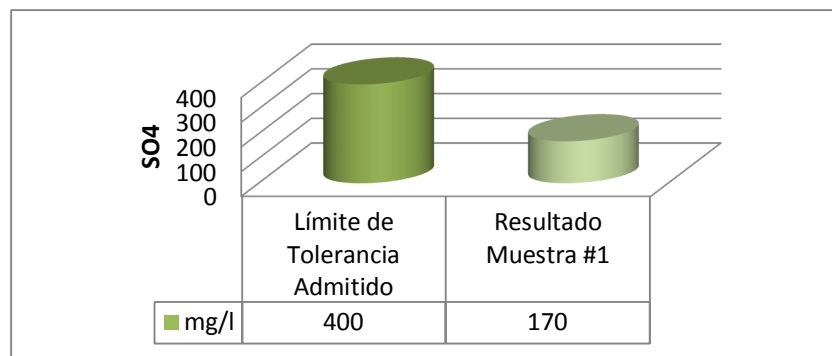 SO4
400
300
200
100
0
Límite de
Tolerancia
Admitido
Resultado
Muestra #1
mg/l
400
170